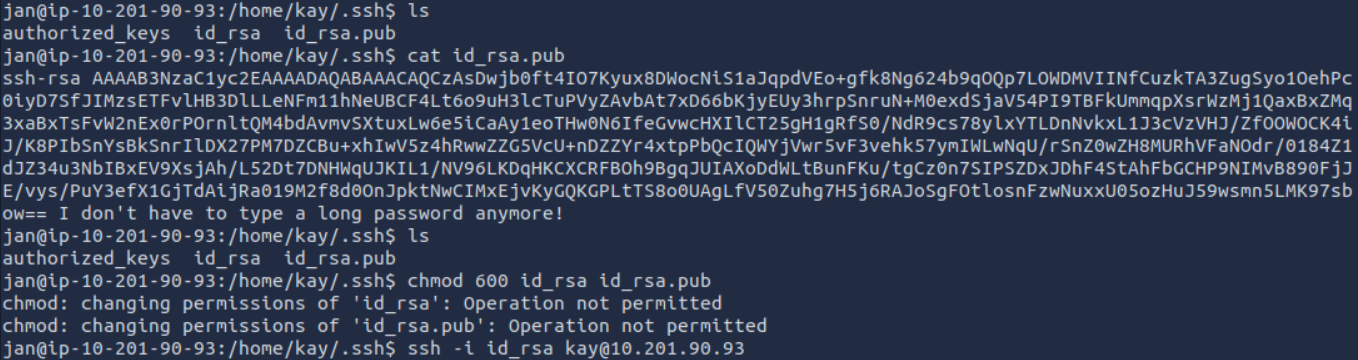 jan@ip-10-201-90-93:/home/kay/.ssh$ ls
authorized_keys  id_rsa  id_rsa.pub
jan@ip-10-201-90-93:/home/kay/.ssh$ cat id_rsa.pub
ssh-rsa AAAAB3NzaC1yc2EAAAADAQABAAACAQCzAsDwjb0ft4IO7Kyux8DWocNiS1aJqpdVEo+gfk8Ng624b9qOQp7LOWDMVIINfCuzkTA3ZugSyo1OehPc
0iyD7SfJIMzsETFvlHB3DlLLeNFm11hNeUBCF4Lt6o9uH3lcTuPVyZAvbAt7xD66bKjyEUy3hrpSnruN+M0exdSjaV54PI9TBFkUmmqpXsrWzMj1QaxBxZMq
3xaBxTsFvW2nEx0rPOrnltQM4bdAvmvSXtuxLw6e5iCaAy1eoTHw0N6IfeGvwcHXIlCT25gH1gRfS0/NdR9cs78ylxYTLDnNvkxL1J3cVzVHJ/ZfOOWOCK4i
J/K8PIbSnYsBkSnrIlDX27PM7DZCBu+xhIwV5z4hRwwZZG5VcU+nDZZYr4xtpPbQcIQWYjVwr5vF3vehk57ymIWLwNqU/rSnZ0wZH8MURhVFaNOdr/0184Z1
dJZ34u3NbIBxEV9XsjAh/L52Dt7DNHWqUJKIL1/NV96LKDqHKCXCRFBOh9BgqJUIAXoDdWLtBunFKu/tgCz0n7SIPSZDxJDhF4StAhFbGCHP9NIMvB890FjJ
E/vys/PuY3efX1GjTdAijRa019M2f8d0OnJpktNwCIMxEjvKyGQKGPLtTS8o0UAgLfV50Zuhg7H5j6RAJoSgFOtlosnFzwNuxxU05ozHuJ59wsmn5LMK97sb
ow== I don't have to type a long password anymore!
jan@ip-10-201-90-93:/home/kay/.ssh$ ls
authorized_keys  id_rsa  id_rsa.pub
jan@ip-10-201-90-93:/home/kay/.ssh$ chmod 600 id_rsa id_rsa.pub
chmod: changing permissions of 'id_rsa': Operation not permitted
chmod: changing permissions of 'id_rsa.pub': Operation not permitted
jan@ip-10-201-90-93:/home/kay/.ssh$ ssh -i id_rsa kay@10.201.90.93